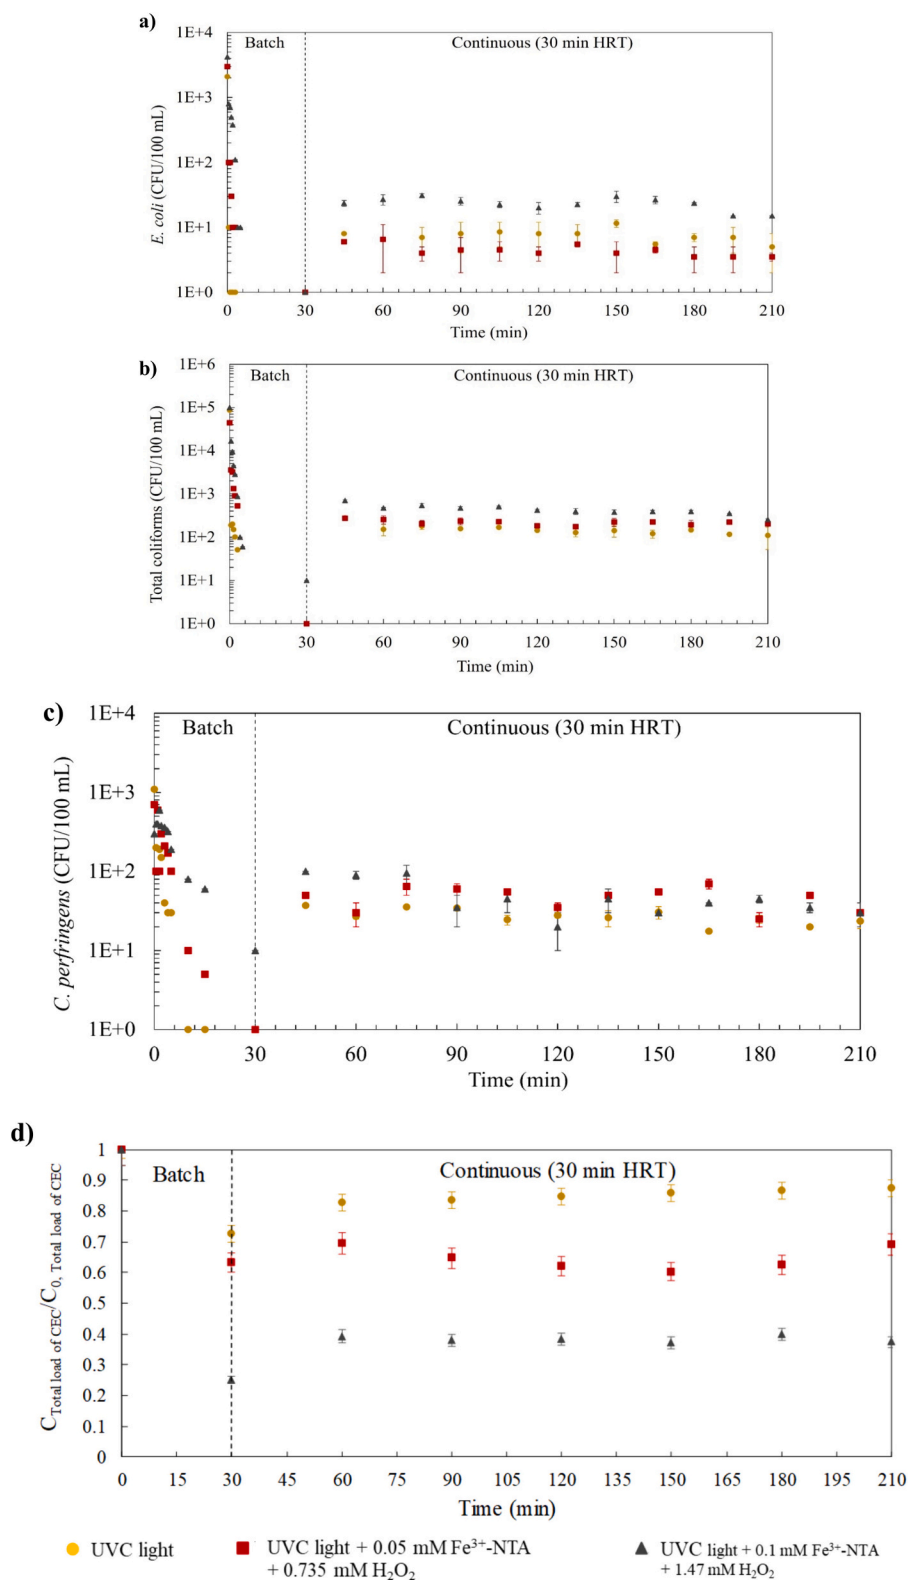 a)
1E+4
Batch
Continuous (30 min HRT)
1E+3
1E+2
1E+1
1E+0
E. coli (CFU/100 mL)
0 30 60 90 120 150 180 210
Time (min)
b)
1E+6
Batch
Continuous (30 min HRT)
1E+5
1E+4
1E+3
1E+2
1E+1
1E+0
Total coliforms (CFU/100 mL)
0 30 60 90 120 150 180 210
Time (min)
c)
1E+4
Batch
Continuous (30 min HRT)
1E+3
1E+2
1E+1
1E+0
C. perfringens (CFU/100 mL)
0 30 60 90 120 150 180 210
Time (min)
d)
1
Batch
Continuous (30 min HRT)
0.9
0.8
0.7
0.6
0.5
0.4
0.3
0.2
0.1
0
C Total load of CEC/C0, Total load of CEC
0 15 30 45 60 75 90 105 120 135 150 165 180 195 210
Time (min)
UVC light
UVC light + 0.05 mM Fe³⁺-NTA
+ 0.735 mM H₂O₂
UVC light + 0.1 mM Fe³⁺-NTA
+ 1.47 mM H₂O₂